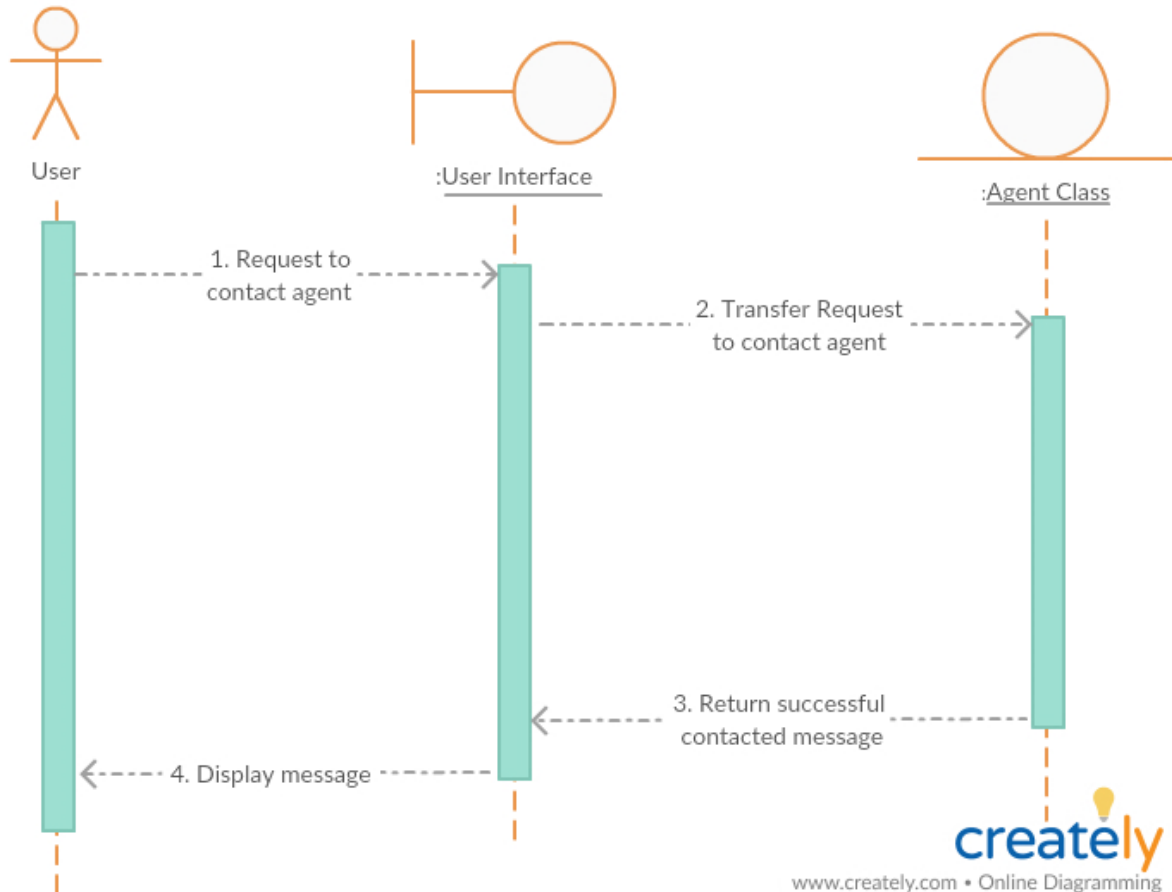 User
:User Interface
:Agent Class
1. Request to
contact agent
2. Transfer Request
to contact agent
3. Return successful
contacted message
4. Display message
creately
www.creately.com • Online Diagramming